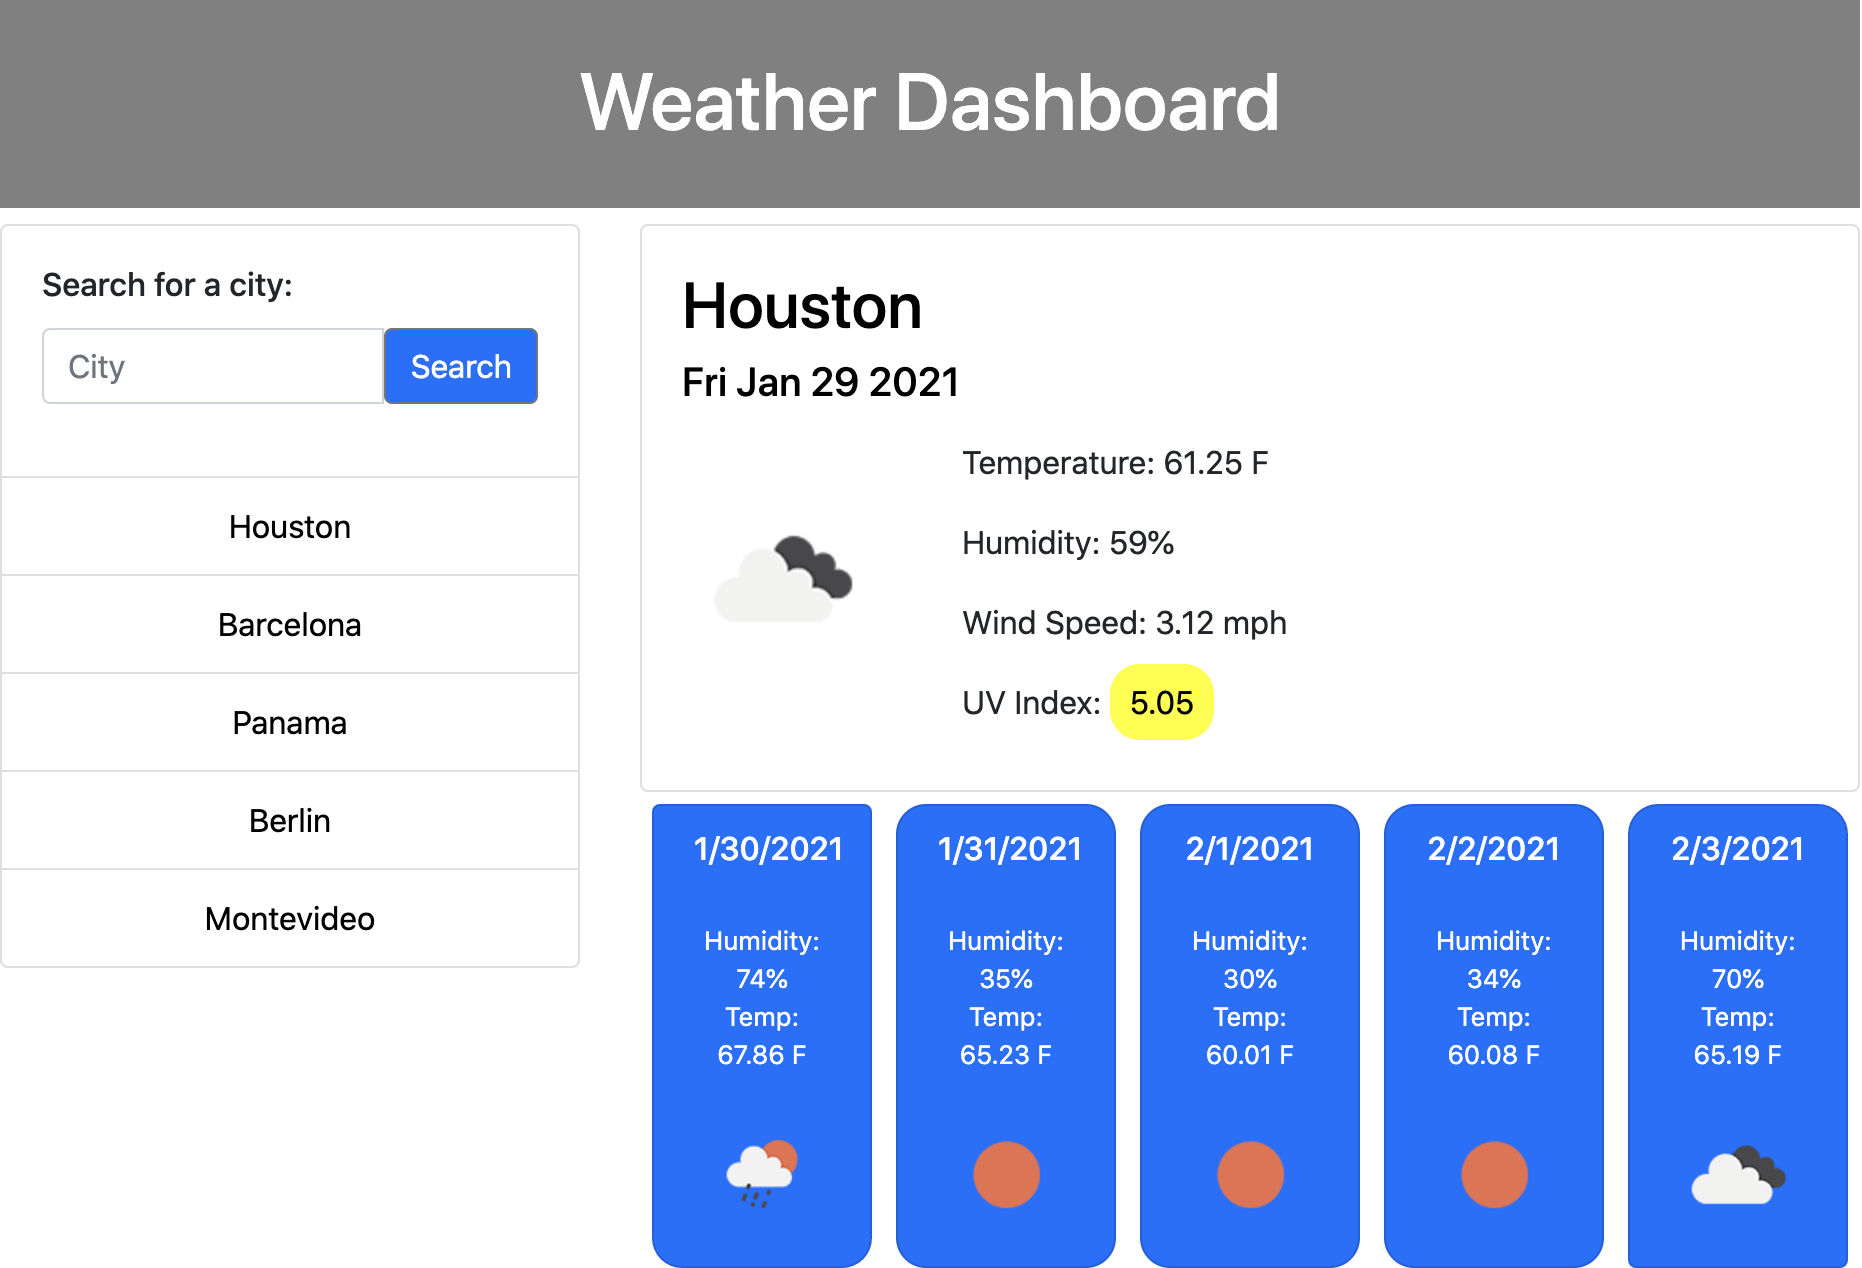 Weather Dashboard
Search for a city:
City
Search
Houston
Barcelona
Panama
Berlin
Montevideo
Houston
Fri Jan 29 2021
Temperature: 61.25 F
Humidity: 59%
Wind Speed: 3.12 mph
UV Index: 5.05
1/30/2021
Humidity:
74%
Temp:
67.86 F
1/31/2021
Humidity:
35%
Temp:
65.23 F
2/1/2021
Humidity:
30%
Temp:
60.01 F
2/2/2021
Humidity:
34%
Temp:
60.08 F
2/3/2021
Humidity:
70%
Temp:
65.19 F